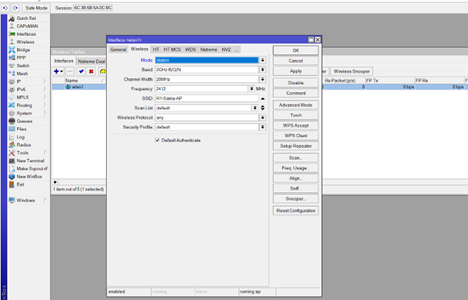 Safe Mode Session: 6C:3B:6B:5A:0C:BC
Quick Set
CAPsMAN
Interfaces
Wireless
Bridge
PPP
Switch
Mesh
IP
IPv6
MPLS
Routing
System
Queues
Files
Log
Radius
Tools
New Terminal
Make Supout.rif
New WinBox
Exit
Windows
Wireless Tables
Interfaces Nstreme Dual
Wireless Snooper
Name
wlan1
Rx Packet (p/s) FP Tx FP Rx
0 0 bps 0 bps
1 item out of 5 (1 selected)
Interface <wlan1>
General Wireless HT HT MCS WDS Nstreme NV2 ...
Mode: station
Band: 2GHz-B/G/N
Channel Width: 20MHz
Frequency: 2412 MHz
SSID:
Scan List: default
Wireless Protocol: any
Security Profile: default
Default Authenticate
OK
Cancel
Apply
Disable
Comment
Advanced Mode
Torch
WPS Accept
WPS Client
Setup Repeater
Scan...
Freq. Usage...
Align...
Sniff...
Snooper...
Reset Configuration
enabled running slave running ap